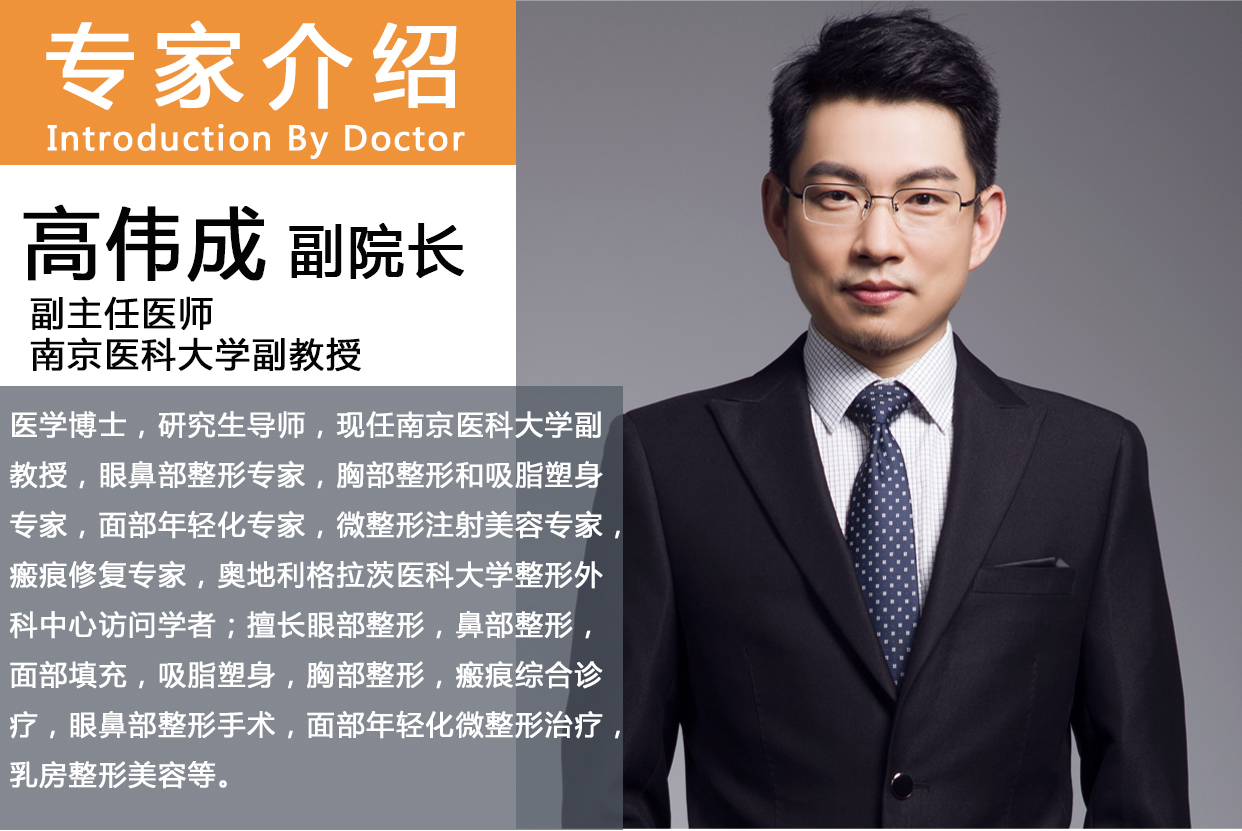 专家介绍
Introduction By Doctor
高伟成 副院长
副主任医师
南京医科大学副教授
医学博士，研究生导师，现任南京医科大学副
教授，眼鼻部整形专家，胸部整形和吸脂塑身
专家，面部年轻化专家，微整形注射美容专家，
瘢痕修复专家，奥地利格拉茨医科大学整形外
科中心访问学者；擅长眼部整形，鼻部整形，
面部填充，吸脂塑身，胸部整形，瘢痕综合诊
疗，眼鼻部整形手术，面部年轻化微整形治疗，
乳房整形美容等。